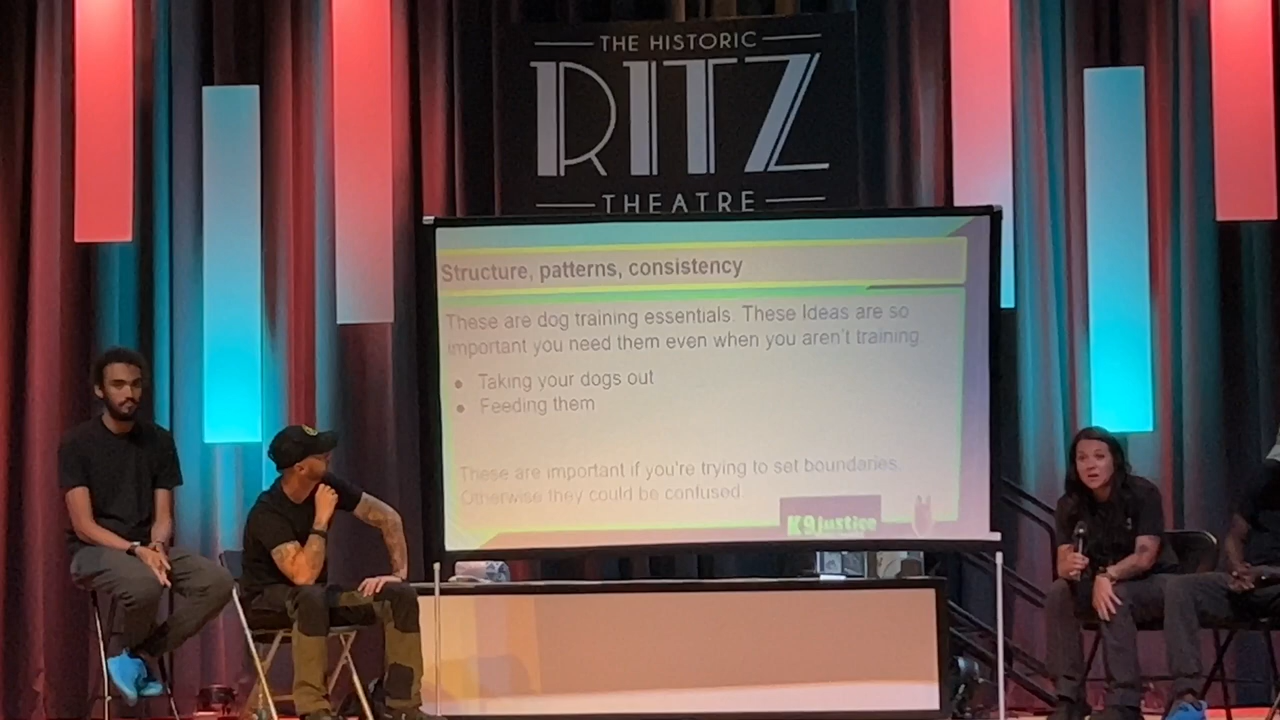 THE HISTORIC
RITZ
THEATRE
Structure, patterns, consistency
These are dog training essentials. These Ideas are so
important you need them even when you aren't training.
● Taking your dogs out
● Feeding them
These are important if you're trying to set boundaries.
Otherwise they could be confused.
K9justice